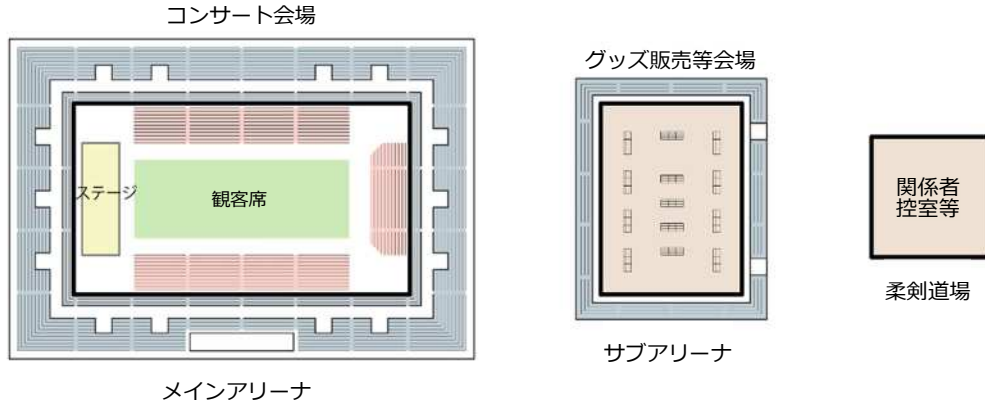 コンサート会場
グッズ販売等会場
ステージ
観客席
関係者
控室等
柔剣道場
サブアリーナ
メインアリーナ